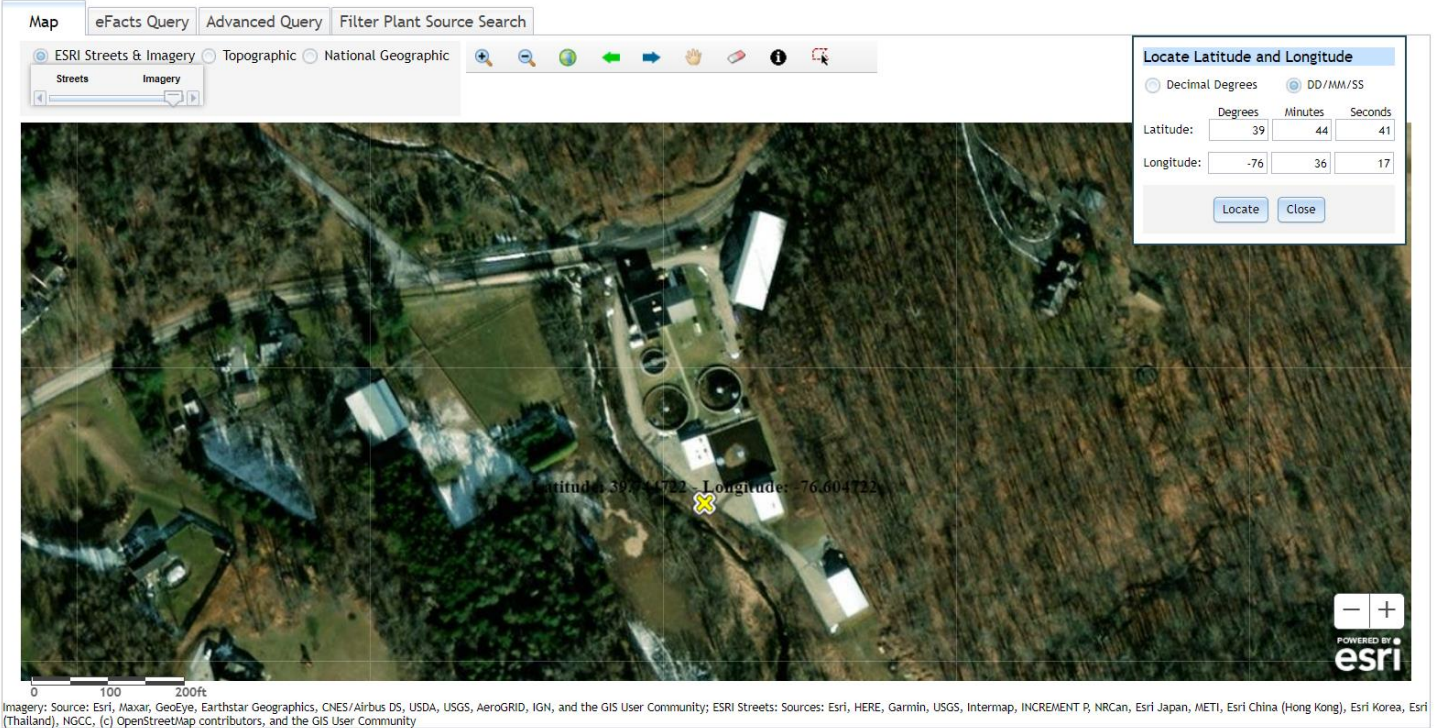 Map eFacts Query Advanced Query Filter Plant Source Search
ESRI Streets & Imagery Topographic National Geographic
Streets Imagery
Locate Latitude and Longitude
Decimal Degrees DD/MM/SS
Degrees Minutes Seconds
Latitude: 39 44 41
Longitude: -76 36 17
Locate Close
Latitude: 39.744722 - Longitude: -76.604722
POWERED BY
esri
0 100 200ft
Imagery: Source: Esri, Maxar, GeoEye, Earthstar Geographics, CNES/Airbus DS, USDA, USGS, AeroGRID, IGN, and the GIS User Community; ESRI Streets: Sources: Esri, HERE, Garmin, USGS, Intermap, INCREMENT P, NRCan, Esri Japan, METI, Esri China (Hong Kong), Esri Korea, Esri
(Thailand), NGCC, (c) OpenStreetMap contributors, and the GIS User Community